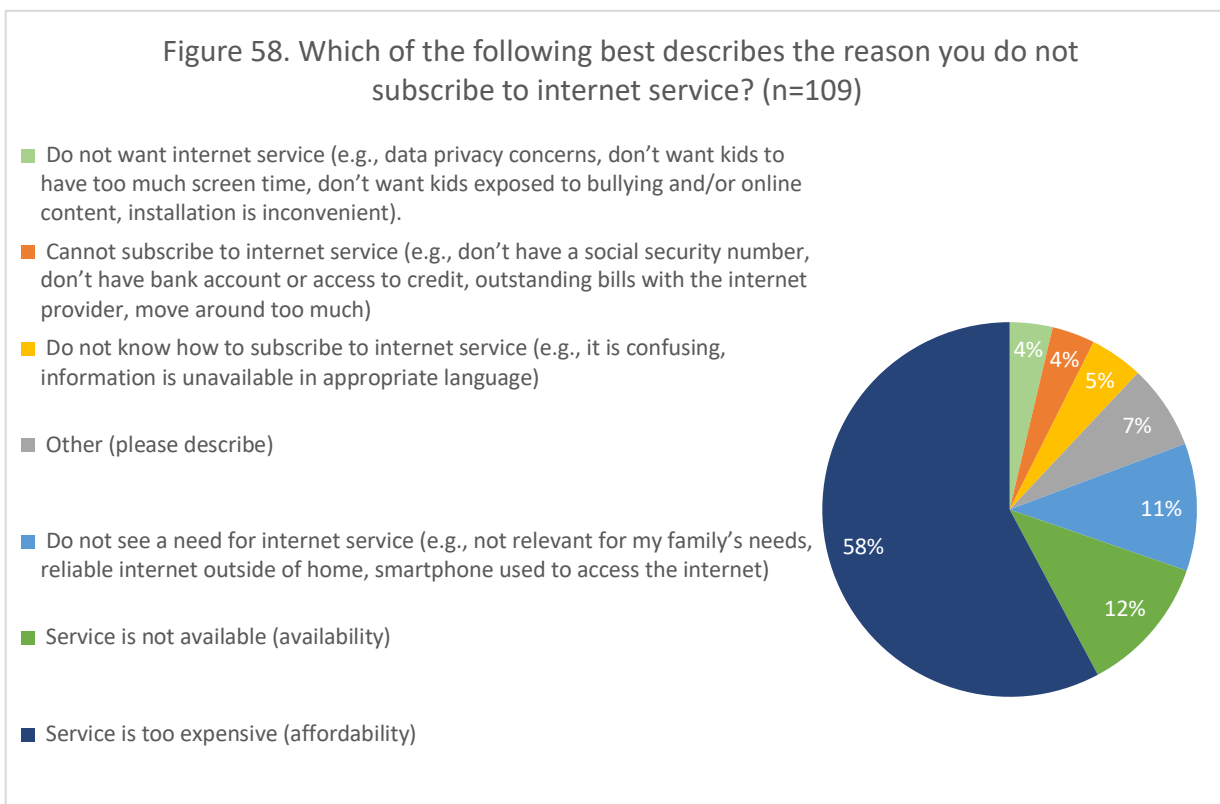 Figure 58. Which of the following best describes the reason you do not
subscribe to internet service? (n=109)
Do not want internet service (e.g., data privacy concerns, don’t want kids to
have too much screen time, don’t want kids exposed to bullying and/or online
content, installation is inconvenient).
Cannot subscribe to internet service (e.g., don’t have a social security number,
don’t have bank account or access to credit, outstanding bills with the internet
provider, move around too much)
Do not know how to subscribe to internet service (e.g., it is confusing,
information is unavailable in appropriate language)
Other (please describe)
Do not see a need for internet service (e.g., not relevant for my family’s needs,
reliable internet outside of home, smartphone used to access the internet)
Service is not available (availability)
Service is too expensive (affordability)
4%
4%
5%
7%
11%
12%
58%